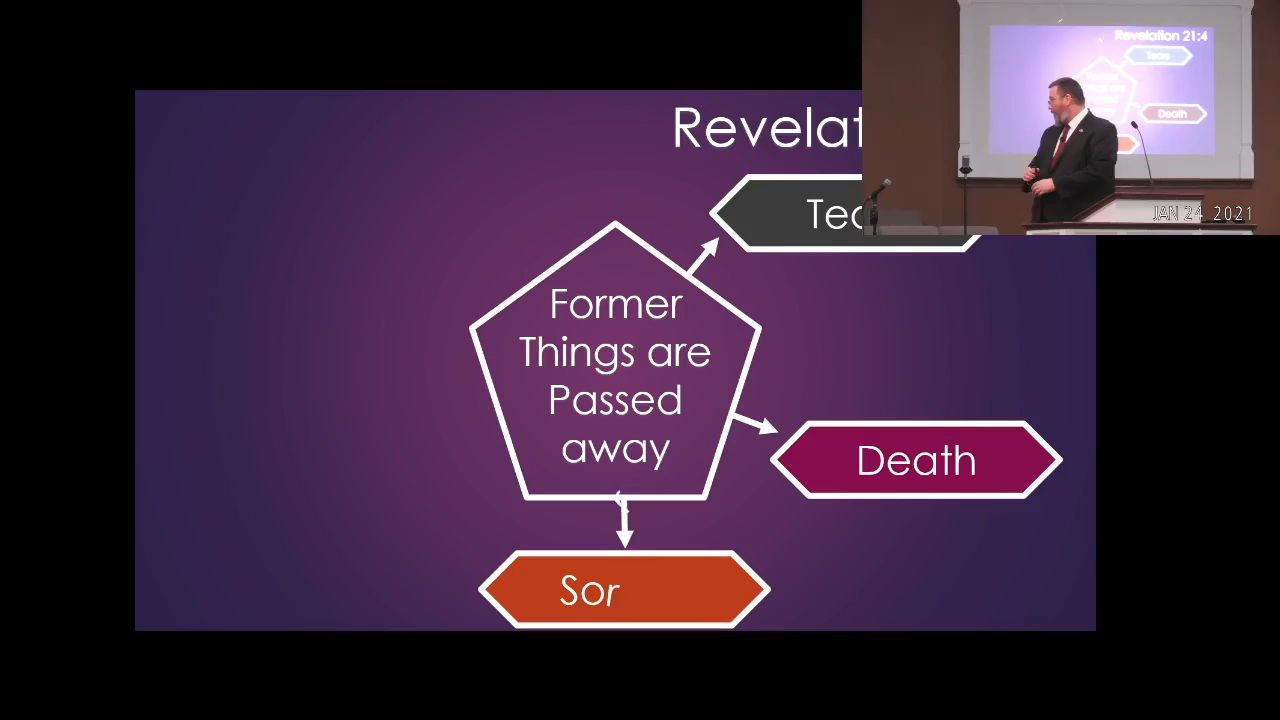 Revelat
Tea
Former
Things are
Passed
away
Death
Sor
Revelation 21:4
Tears
Death
JAN 24 2021